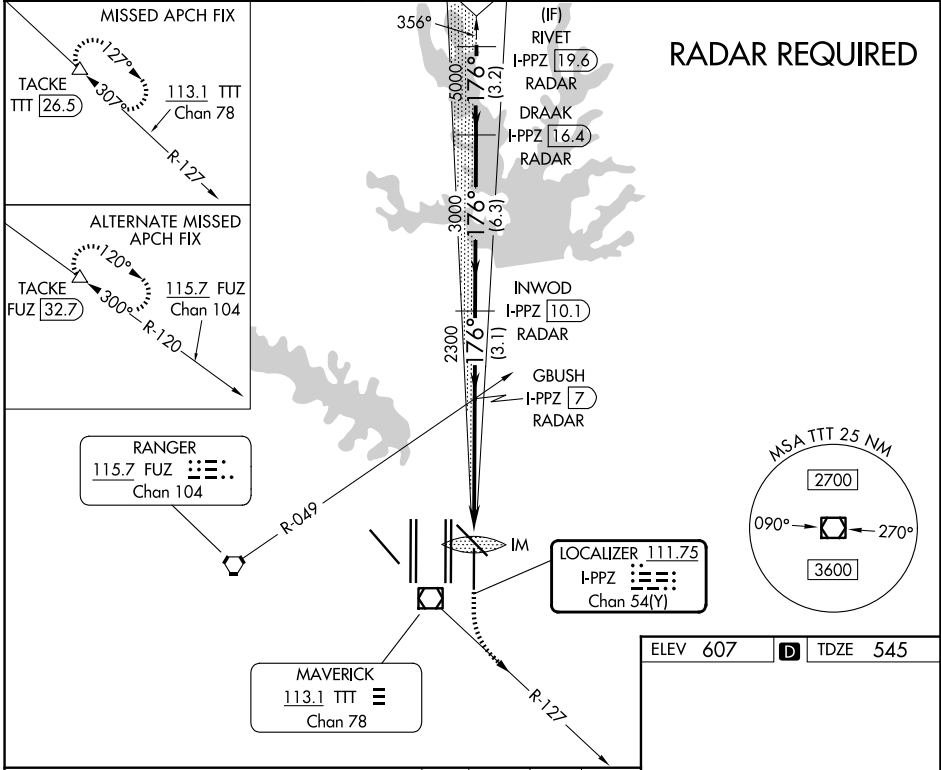 MISSED APCH FIX
127°
TACKE
TTT 26.5
307°
113.1 TTT
Chan 78
R-127
ALTERNATE MISSED
APCH FIX
120°
TACKE
FUZ 32.7
300°
115.7 FUZ
Chan 104
R-120
356°
(IF)
RIVET
I-PPZ 19.6
RADAR
5000
176°
(3.2)
DRAAK
I-PPZ 16.4
RADAR
3000
176°
(6.3)
INWOD
I-PPZ 10.1
RADAR
2300
176°
(3.1)
GBUSH
I-PPZ 7
RADAR
RADAR REQUIRED
RANGER
115.7 FUZ
Chan 104
R-049
IM
LOCALIZER 111.75
I-PPZ
Chan 54(Y)
MAVERICK
113.1 TTT
Chan 78
R-127
MSA TTT 25 NM
2700
090°
270°
3600
ELEV 607 D TDZE 545